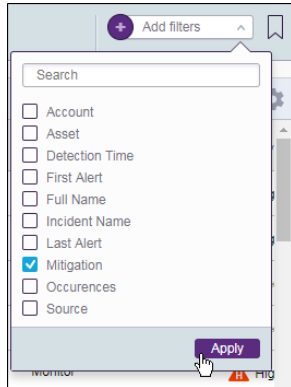 Add filters
Search
Account
Asset
Detection Time
First Alert
Full Name
Incident Name
Last Alert
Mitigation
Occurences
Source
Apply
Monitor Hig